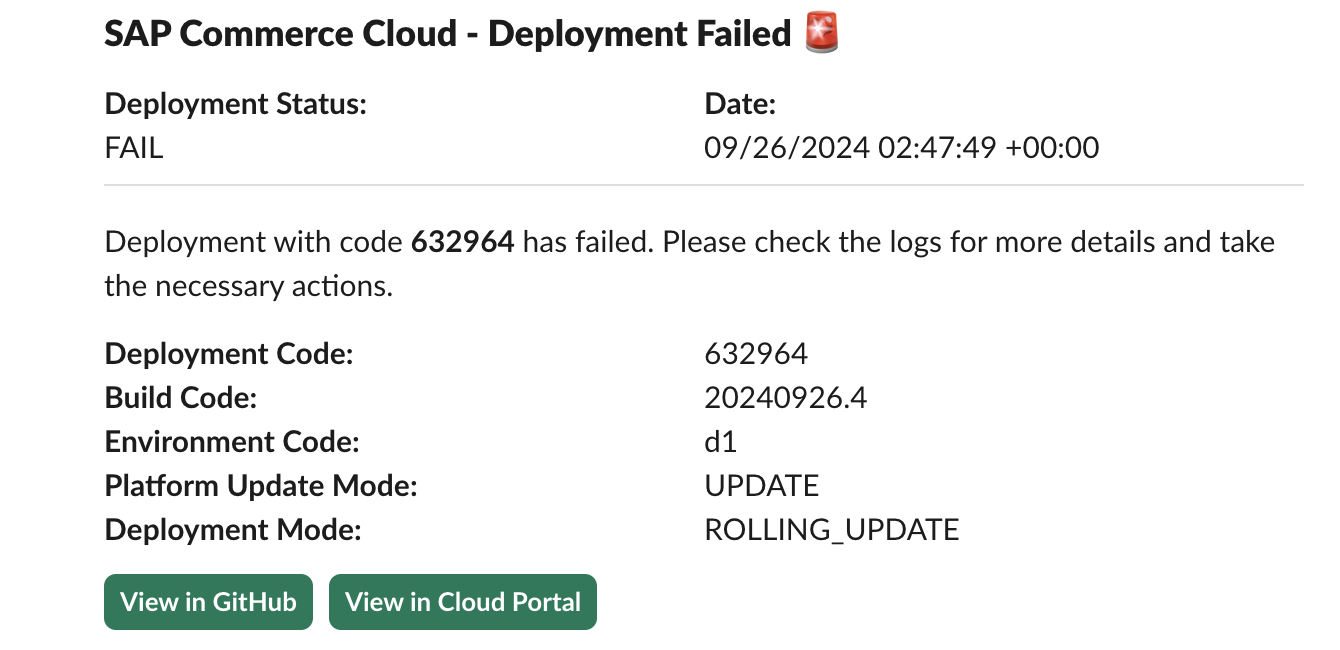 SAP Commerce Cloud - Deployment Failed 🚨
Deployment Status: Date:
FAIL 09/26/2024 02:47:49 +00:00
Deployment with code 632964 has failed. Please check the logs for more details and take
the necessary actions.
Deployment Code: 632964
Build Code: 20240926.4
Environment Code: d1
Platform Update Mode: UPDATE
Deployment Mode: ROLLING_UPDATE
View in GitHub View in Cloud Portal